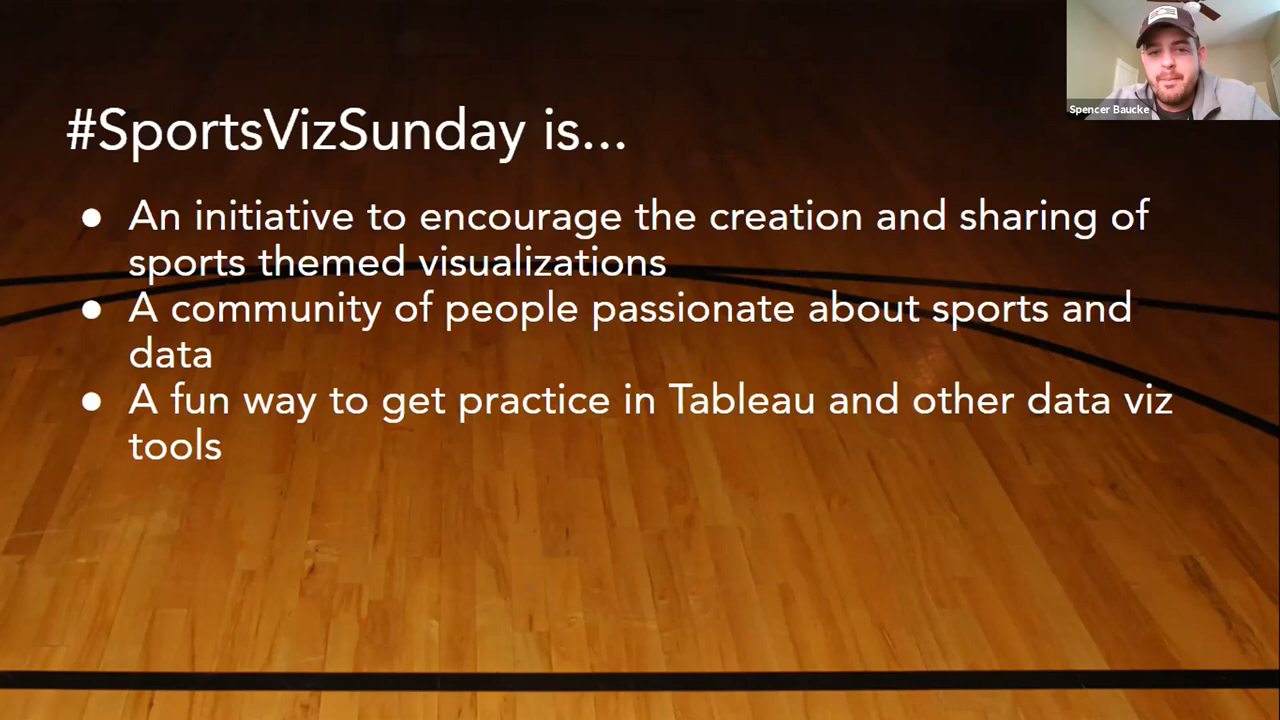 Spencer Baucke
#SportsVizSunday is...
● An initiative to encourage the creation and sharing of
sports themed visualizations
● A community of people passionate about sports and
data
● A fun way to get practice in Tableau and other data viz
tools